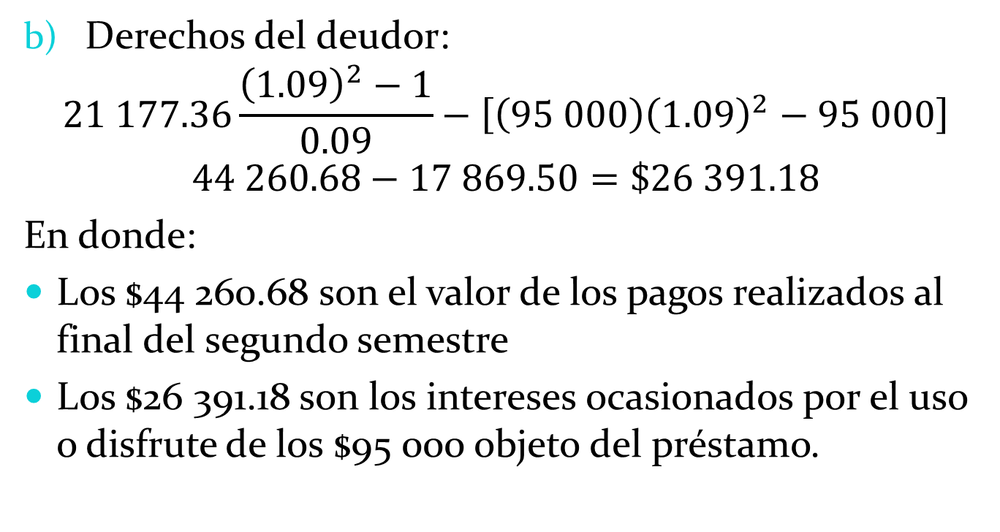 b) Derechos del deudor:
21 177.36 \frac{(1.09)^2 − 1}{0.09} − [(95 000)(1.09)^2 − 95 000]
44 260.68 − 17 869.50 = $26 391.18
En donde:
• Los $44 260.68 son el valor de los pagos realizados al
final del segundo semestre
• Los $26 391.18 son los intereses ocasionados por el uso
o disfrute de los $95 000 objeto del préstamo.